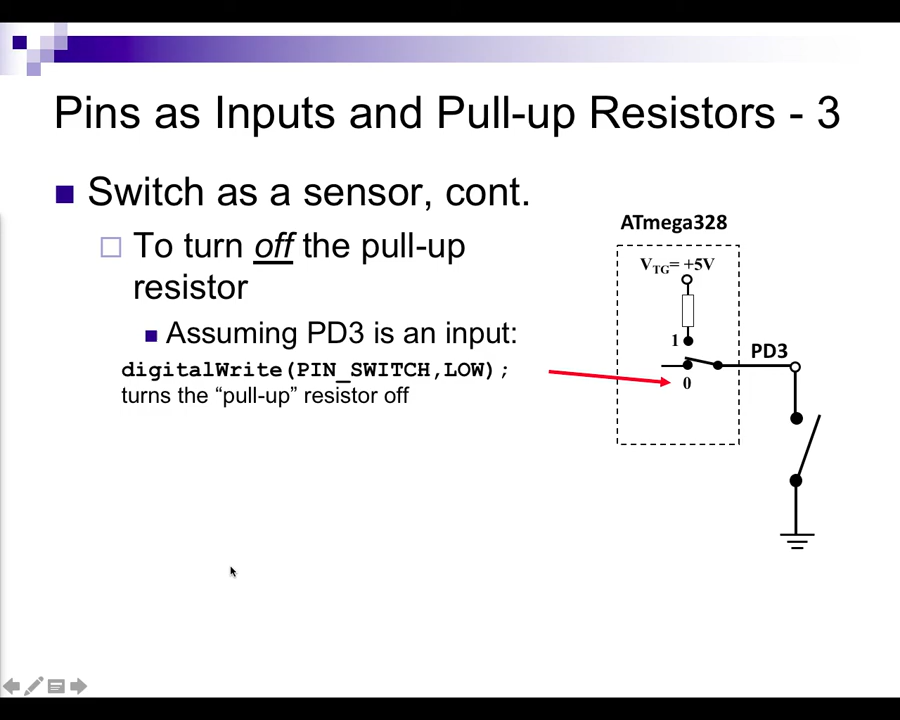 Pins as Inputs and Pull-up Resistors - 3
Switch as a sensor, cont.
To turn off the pull-up
resistor
Assuming PD3 is an input:
digitalWrite(PIN_SWITCH,LOW);
turns the “pull-up” resistor off
ATmega328
VTG= +5V
1
PD3
0